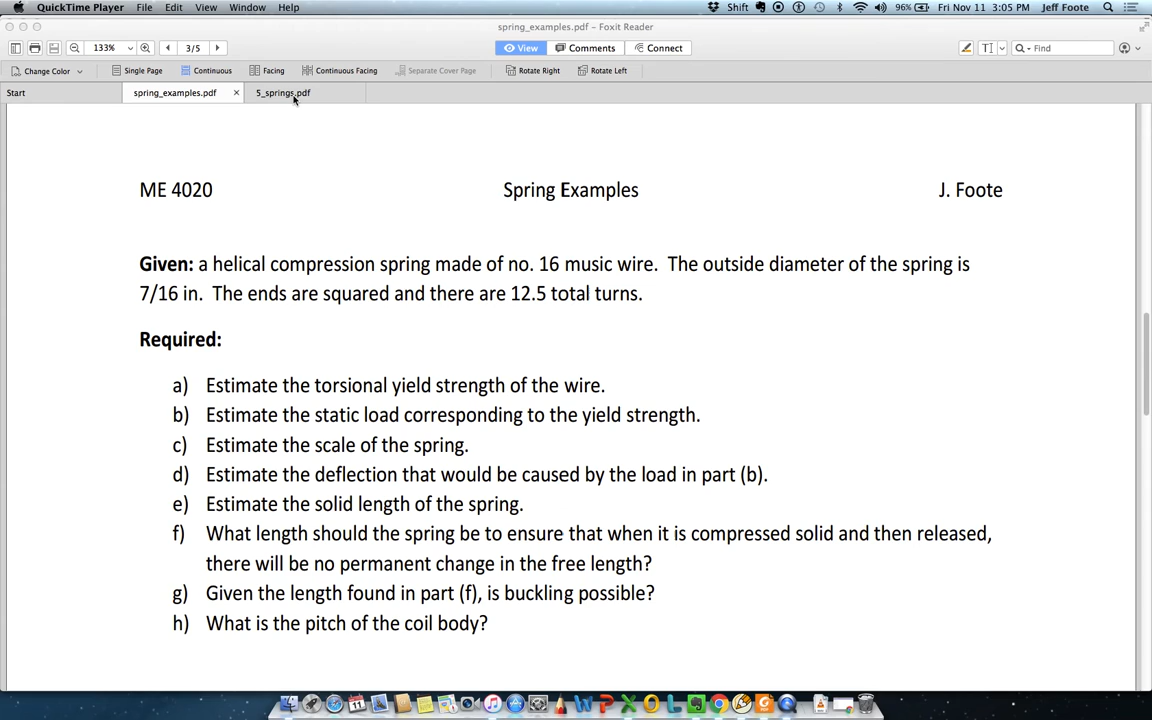 QuickTime Player File Edit View Window Help Shift 96% Fri Nov 11 3:05 PM Jeff Foote
spring_examples.pdf – Foxit Reader
133% 3/5 View Comments Connect Find
Change Color Single Page Continuous Facing Continuous Facing Separate Cover Page Rotate Right Rotate Left
Start spring_examples.pdf 5_springs.pdf
ME 4020 Spring Examples J. Foote
Given: a helical compression spring made of no. 16 music wire. The outside diameter of the spring is
7/16 in. The ends are squared and there are 12.5 total turns.
Required:
a) Estimate the torsional yield strength of the wire.
b) Estimate the static load corresponding to the yield strength.
c) Estimate the scale of the spring.
d) Estimate the deflection that would be caused by the load in part (b).
e) Estimate the solid length of the spring.
f) What length should the spring be to ensure that when it is compressed solid and then released,
there will be no permanent change in the free length?
g) Given the length found in part (f), is buckling possible?
h) What is the pitch of the coil body?